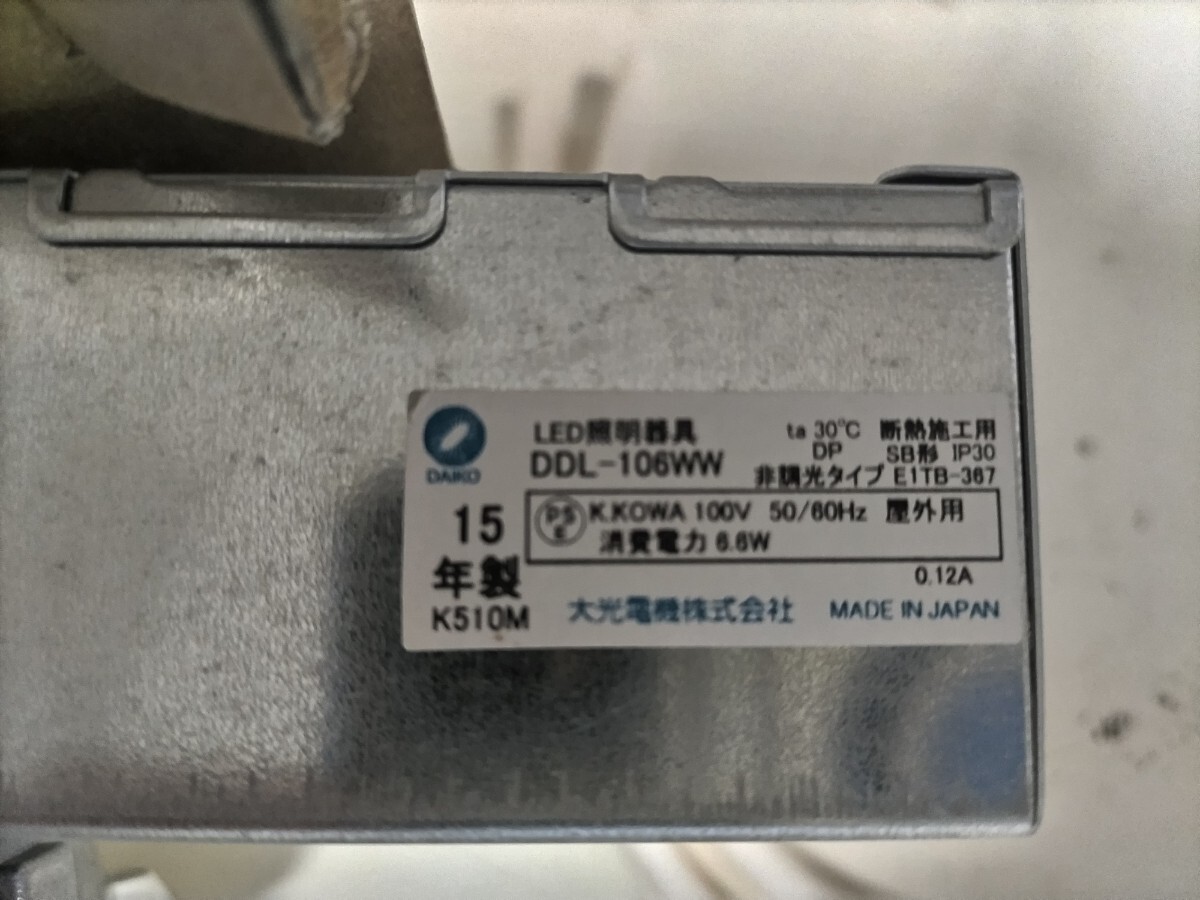 DAIKO
LED照明器具
DDL-106WW
ta 30℃ 断熱施工用
DP SB形 IP30
非調光タイプ E1TB-367
15
年製
K510M
PS
E
K.KOWA 100V 50/60Hz 屋外用
消費電力 6.6W
0.12A
大光電機株式会社 MADE IN JAPAN